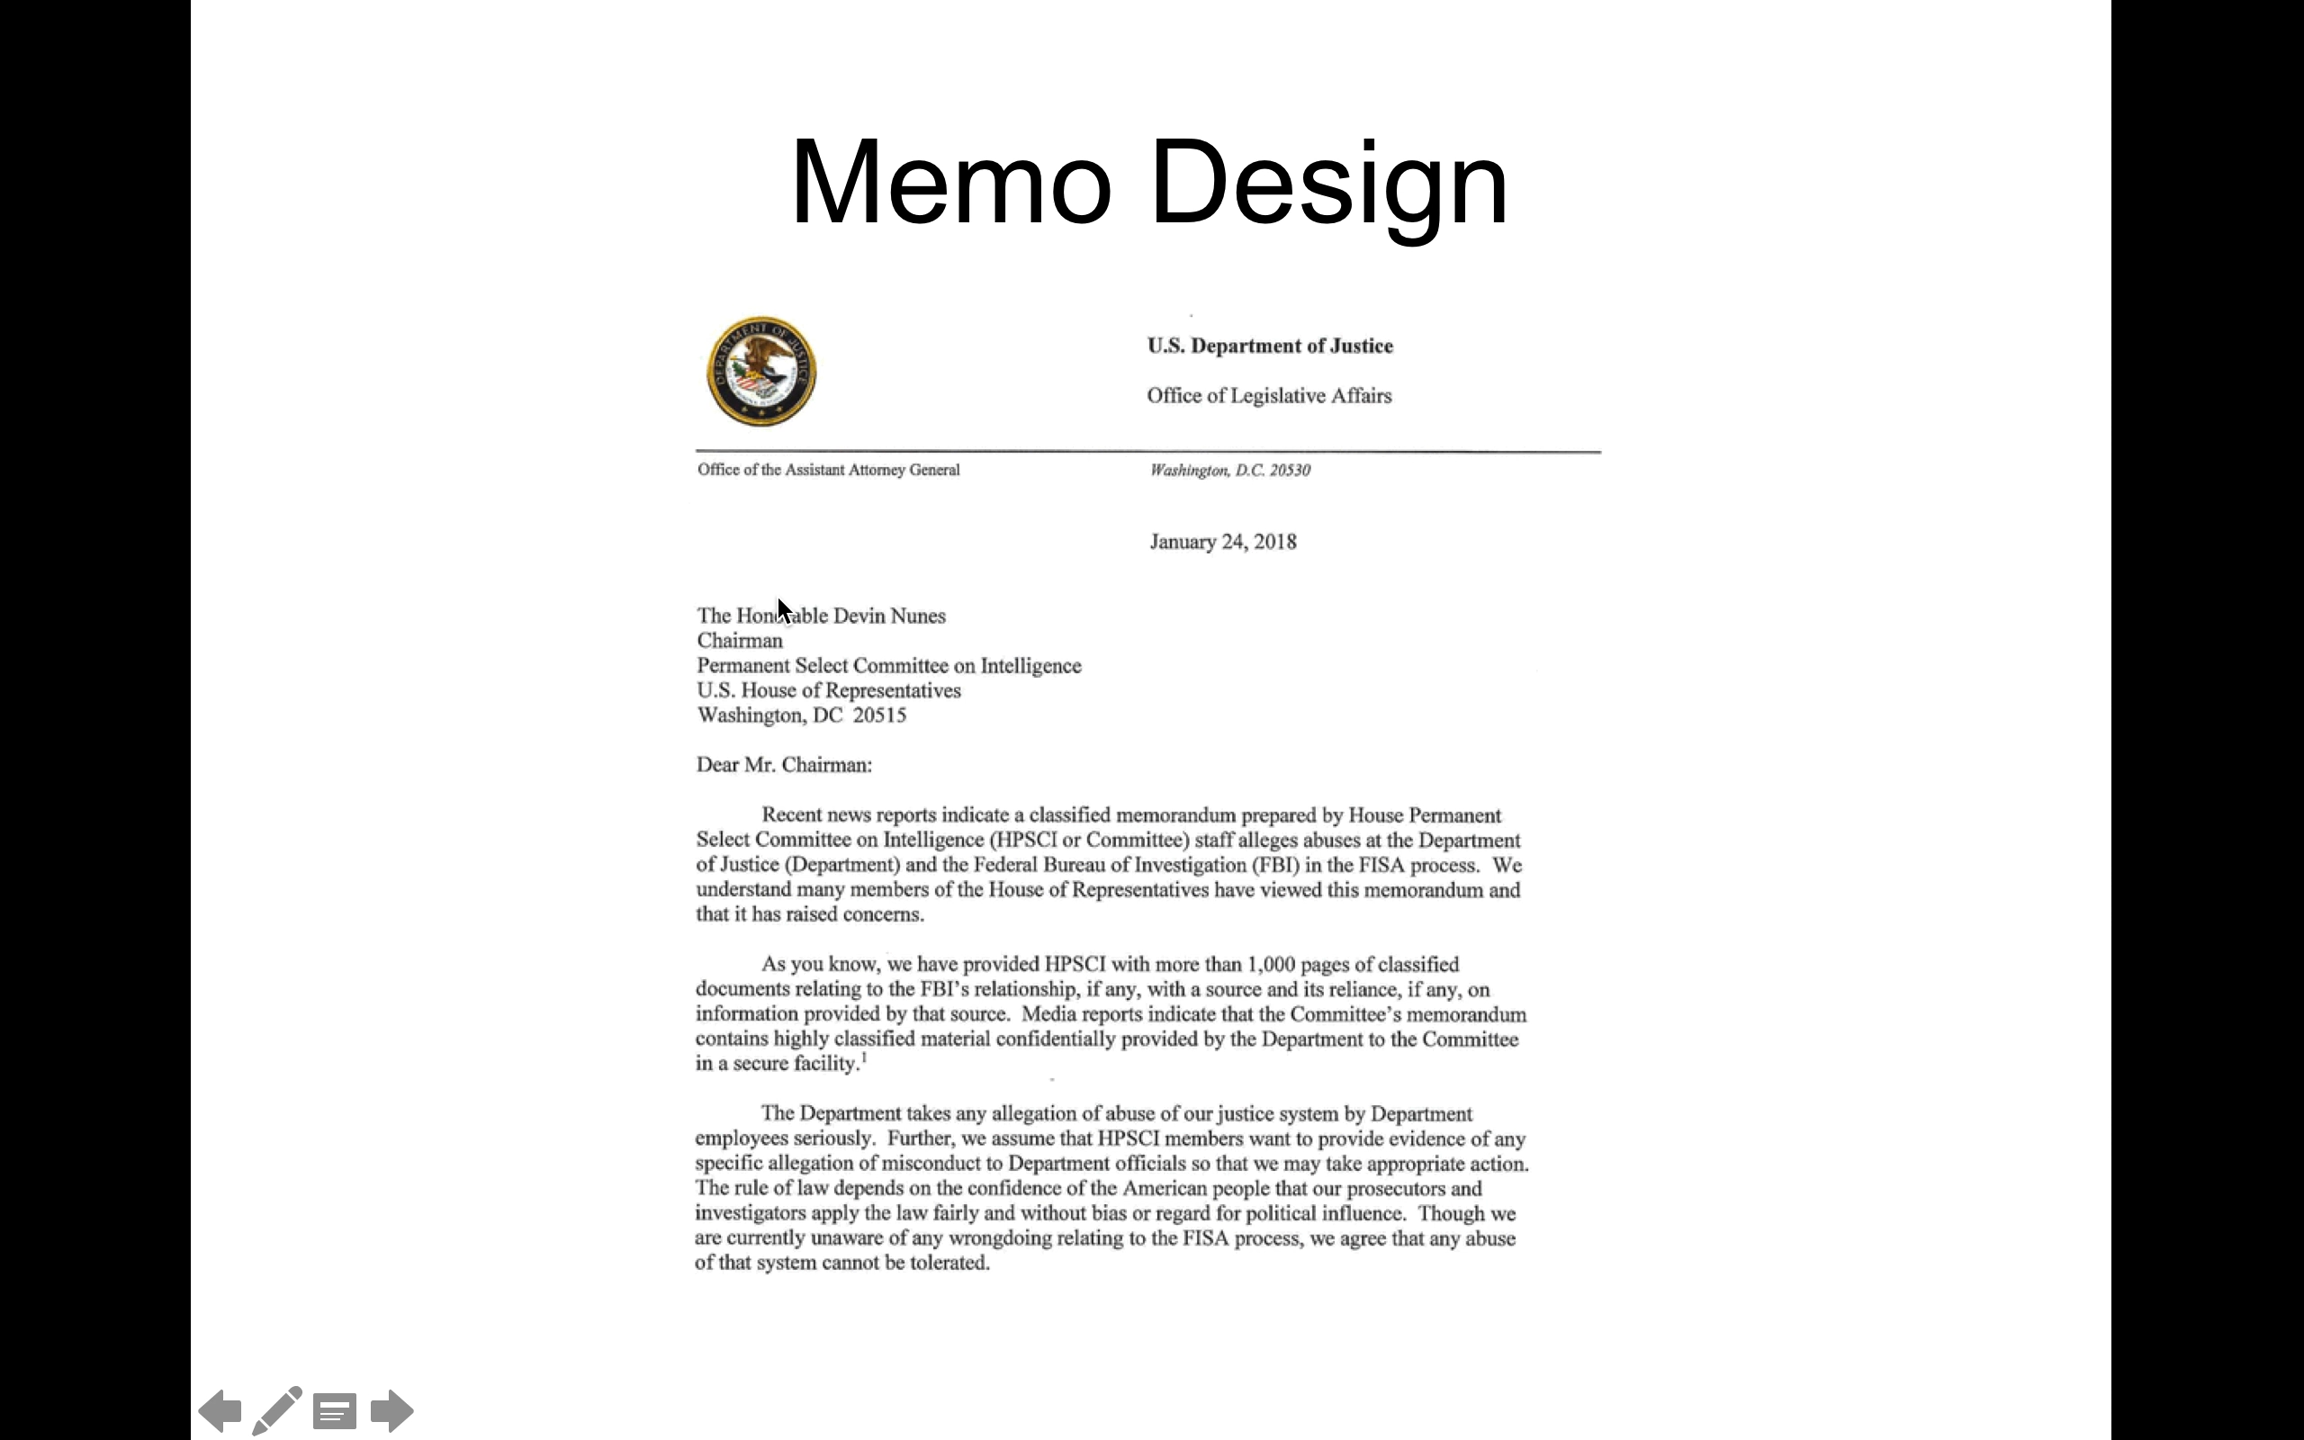 Memo Design
DEPARTMENT OF JUSTICE
U.S. Department of Justice
Office of Legislative Affairs
Office of the Assistant Attorney General
Washington, D.C. 20530
January 24, 2018
The Honorable Devin Nunes
Chairman
Permanent Select Committee on Intelligence
U.S. House of Representatives
Washington, DC 20515
Dear Mr. Chairman:
Recent news reports indicate a classified memorandum prepared by House Permanent
Select Committee on Intelligence (HPSCI or Committee) staff alleges abuses at the Department
of Justice (Department) and the Federal Bureau of Investigation (FBI) in the FISA process. We
understand many members of the House of Representatives have viewed this memorandum and
that it has raised concerns.
As you know, we have provided HPSCI with more than 1,000 pages of classified
documents relating to the FBI's relationship, if any, with a source and its reliance, if any, on
information provided by that source. Media reports indicate that the Committee's memorandum
contains highly classified material confidentially provided by the Department to the Committee
in a secure facility.¹
The Department takes any allegation of abuse of our justice system by Department
employees seriously. Further, we assume that HPSCI members want to provide evidence of any
specific allegation of misconduct to Department officials so that we may take appropriate action.
The rule of law depends on the confidence of the American people that our prosecutors and
investigators apply the law fairly and without bias or regard for political influence. Though we
are currently unaware of any wrongdoing relating to the FISA process, we agree that any abuse
of that system cannot be tolerated.